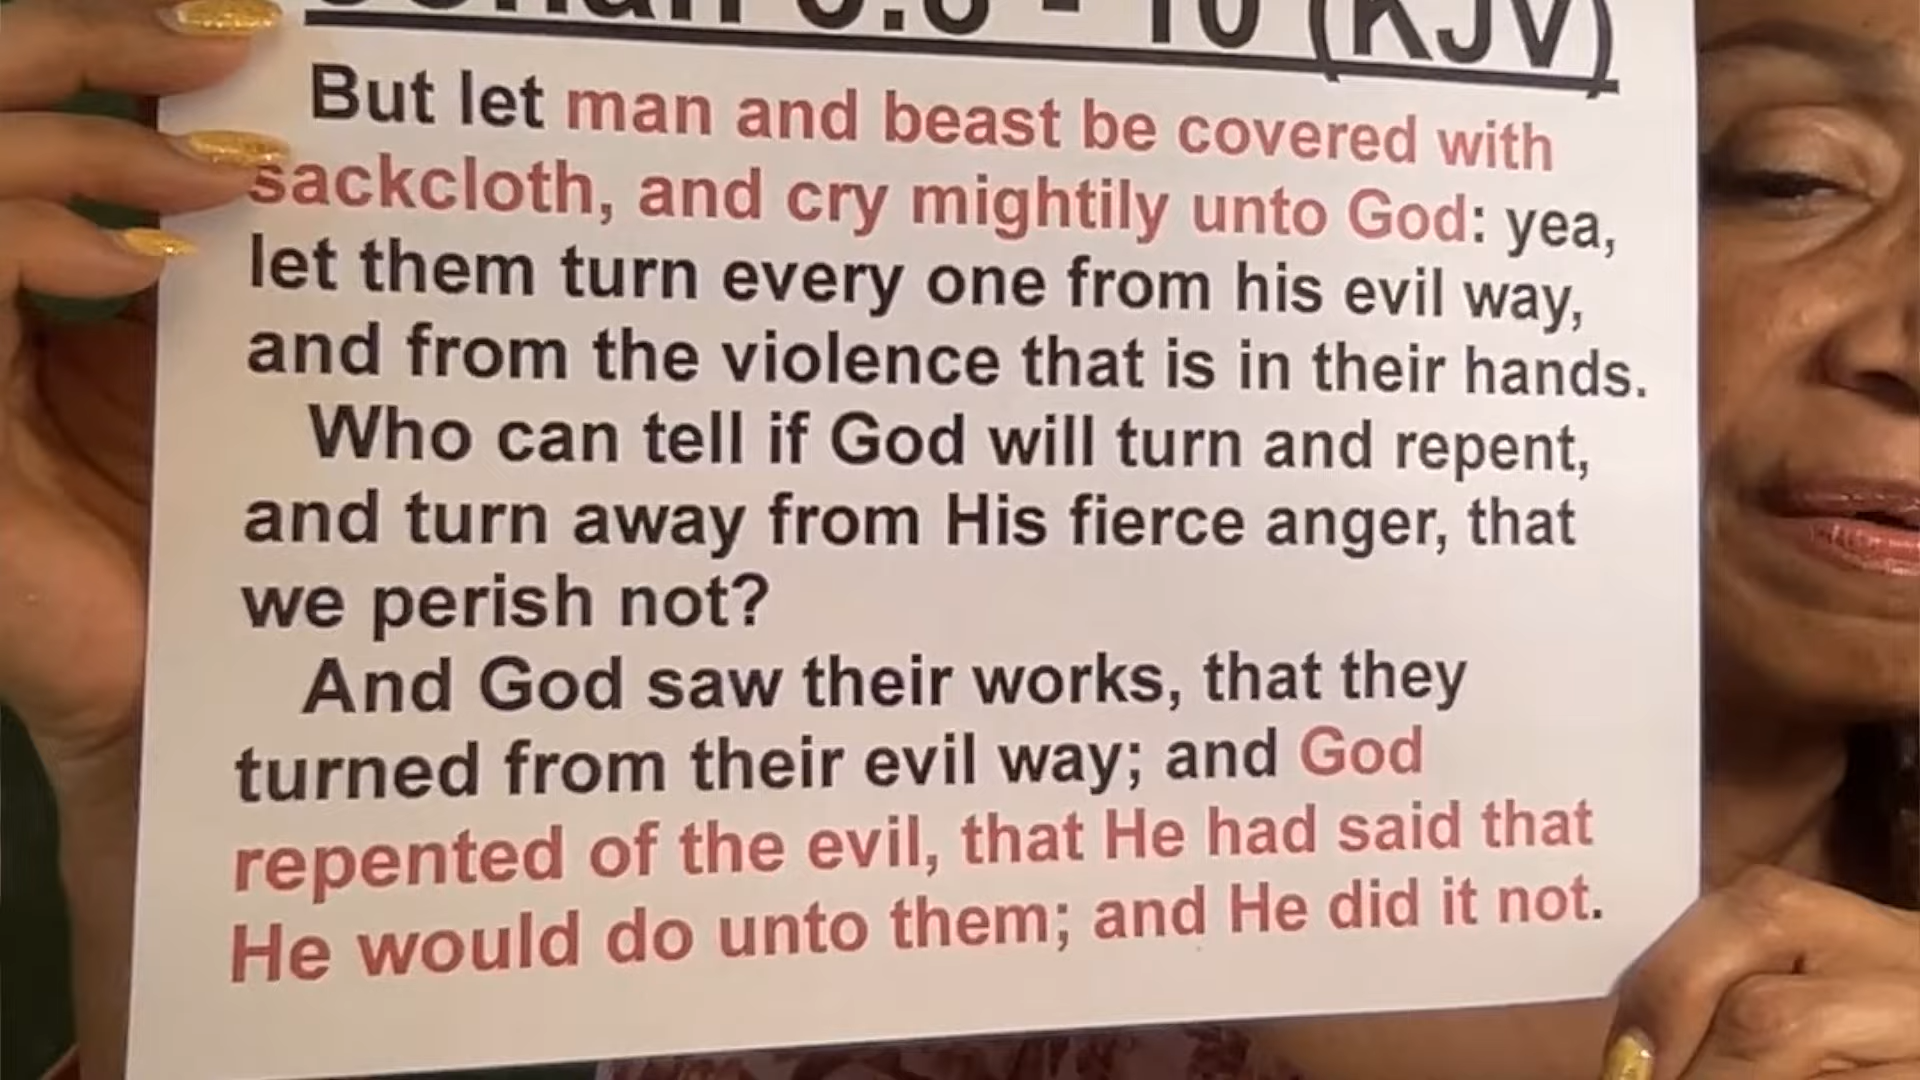 10 (KJV)
But let man and beast be covered with
sackcloth, and cry mightily unto God: yea,
let them turn every one from his evil way,
and from the violence that is in their hands.
Who can tell if God will turn and repent,
and turn away from His fierce anger, that
we perish not?
And God saw their works, that they
turned from their evil way; and God
repented of the evil, that He had said that
He would do unto them; and He did it not.